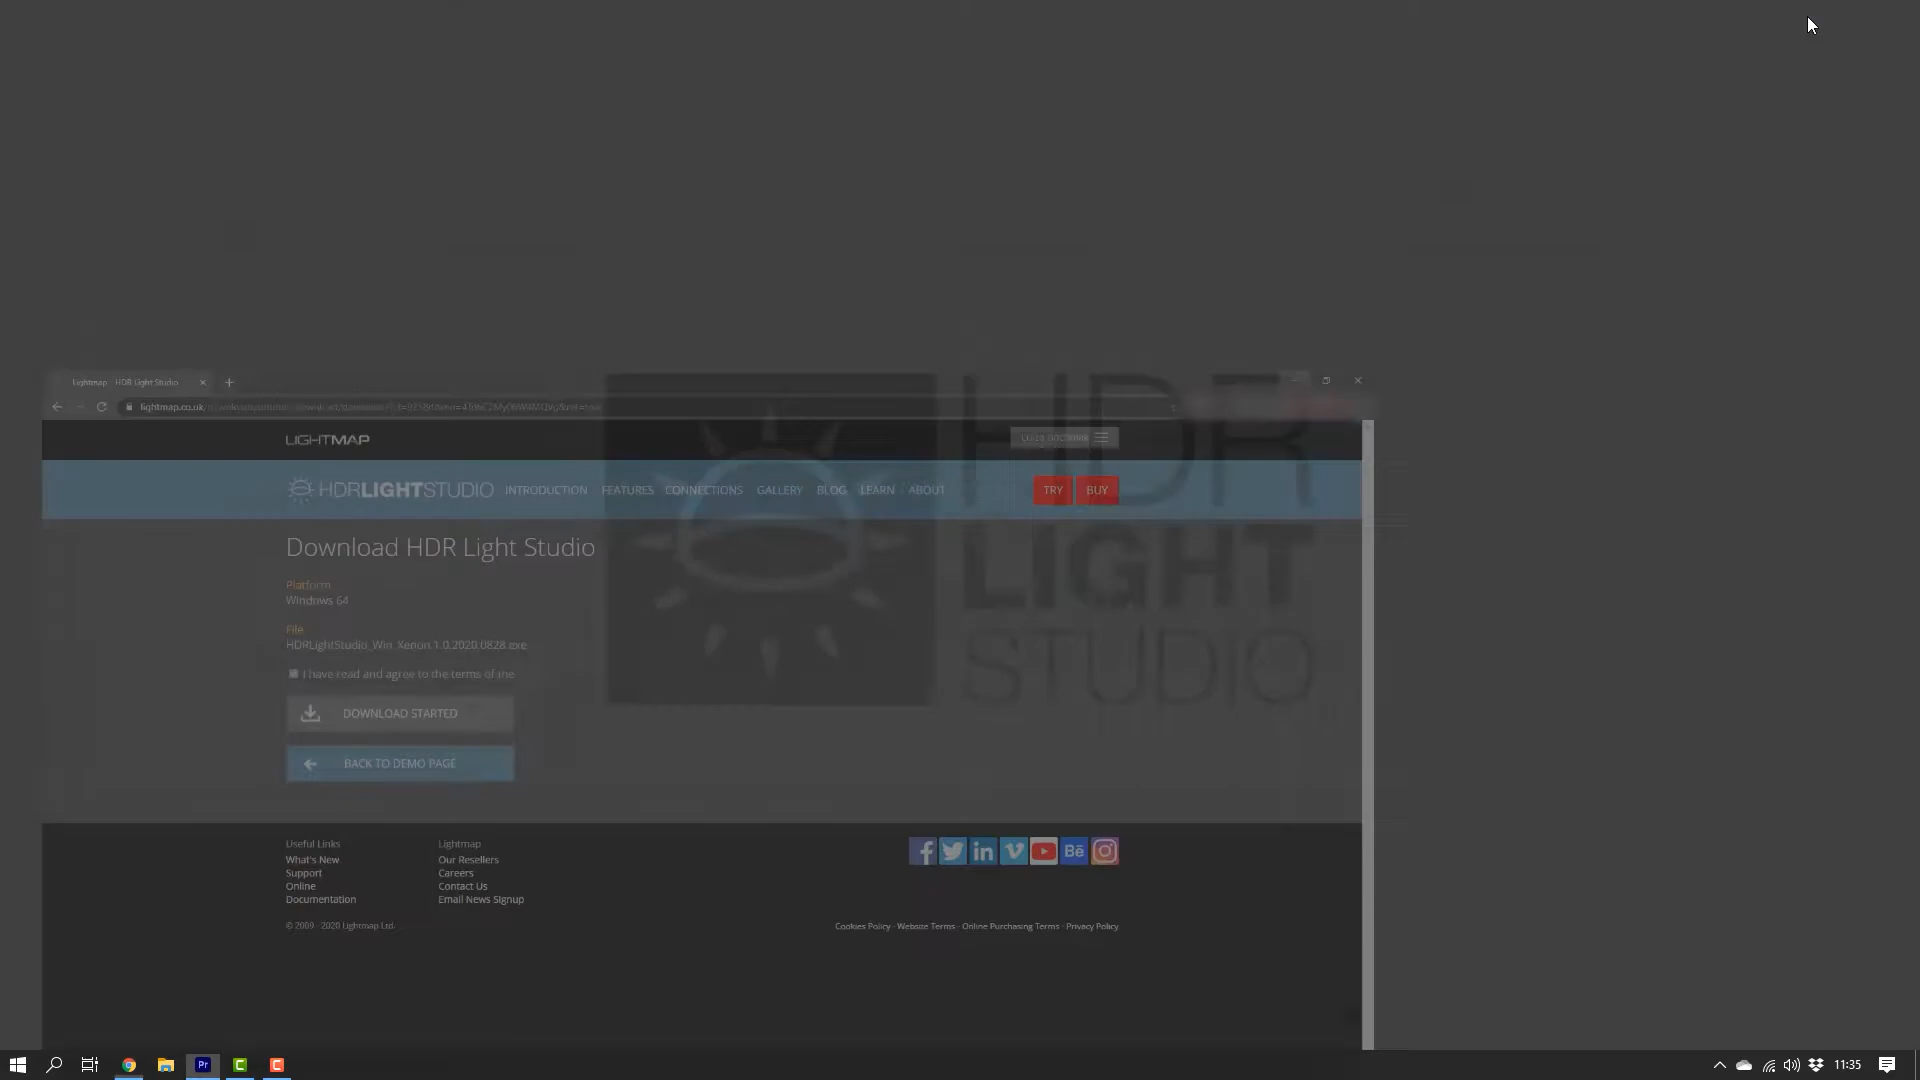 Lightmap - HDR Light Studio
lightmap.co.uk
LIGHTMAP
HDRLIGHTSTUDIO INTRODUCTION FEATURES CONNECTIONS GALLERY BLOG LEARN ABOUT TRY BUY
HDR
LIGHT
STUDIO
Download HDR Light Studio
Platform
Windows 64
File
HDRLightStudio_Win_Xenon.1.0.2020.0828.exe
I have read and agree to the terms of the
DOWNLOAD STARTED
BACK TO DEMO PAGE
Useful Links
What's New
Support
Online
Documentation
Lightmap
Our Resellers
Careers
Contact Us
Email News Signup
© 2009 - 2020 Lightmap Ltd.
Cookies Policy - Website Terms - Online Purchasing Terms - Privacy Policy
Pr
11:35